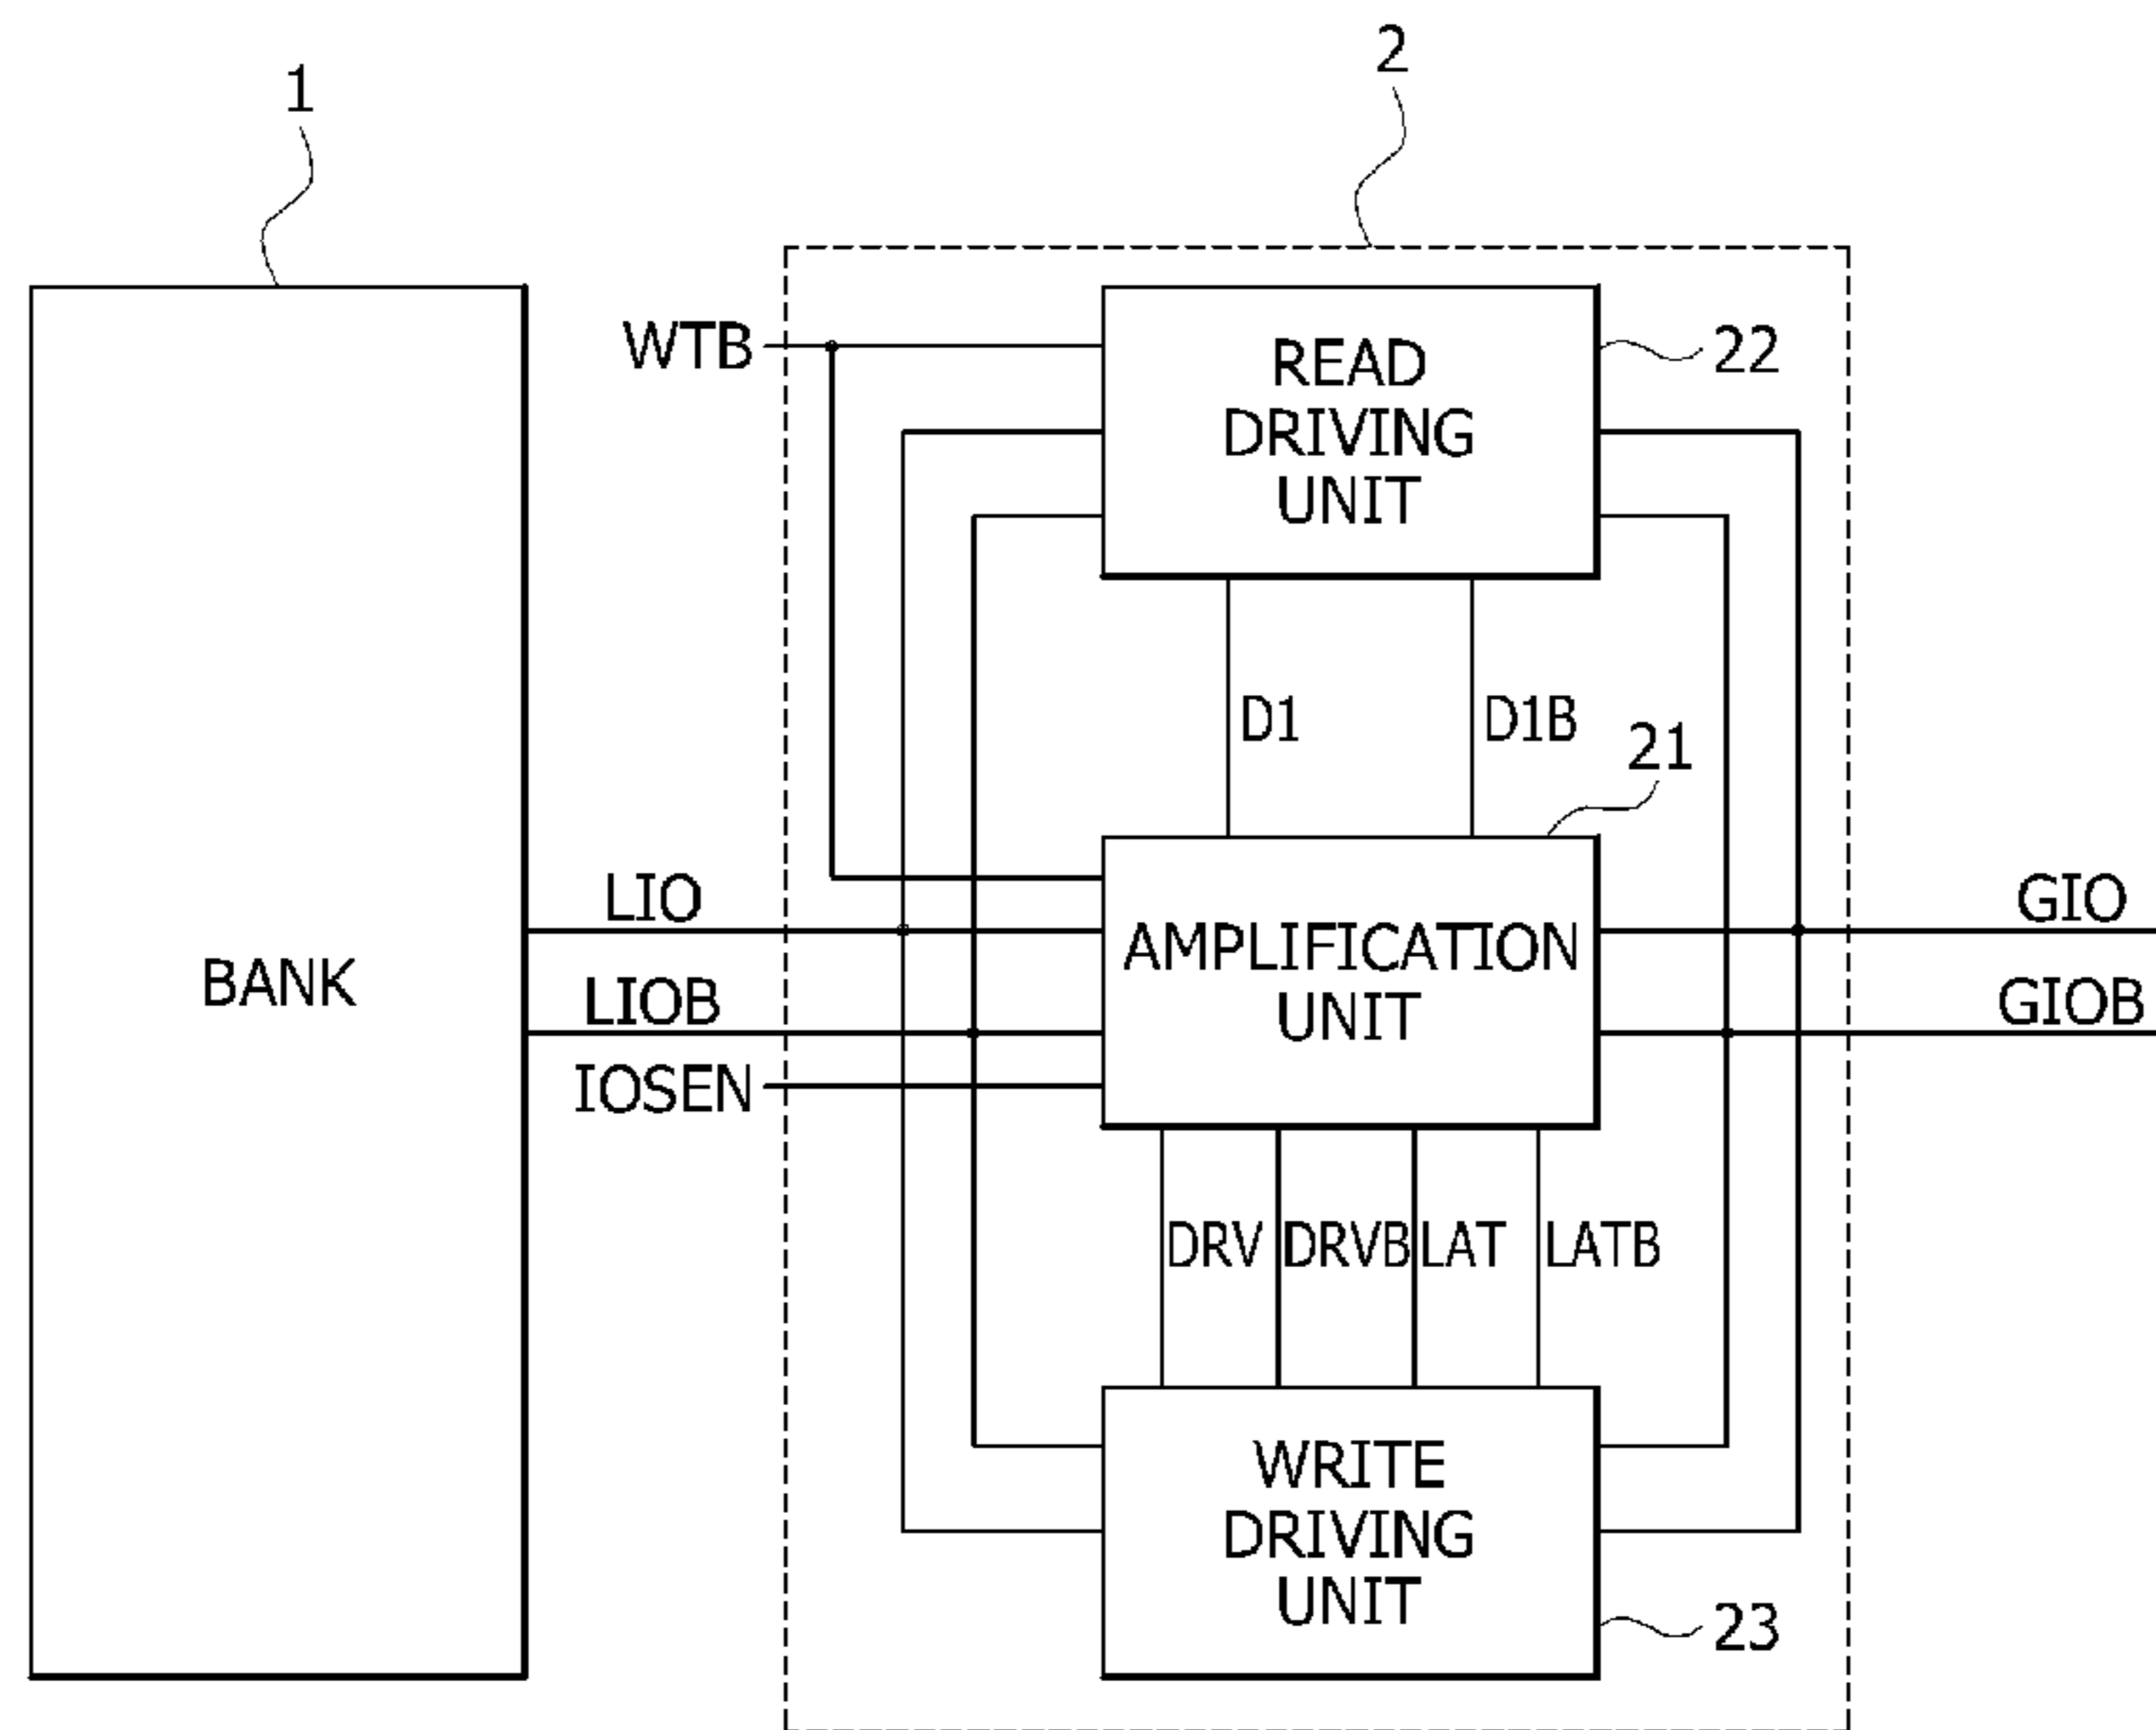 2
1
WTB
READ
DRIVING
UNIT
22
D1
D1B
21
LIO
AMPLIFICATION
UNIT
GIO
BANK
LIOB
GIOB
IOSEN
DRV
DRVB
LAT
LATB
WRITE
DRIVING
UNIT
23